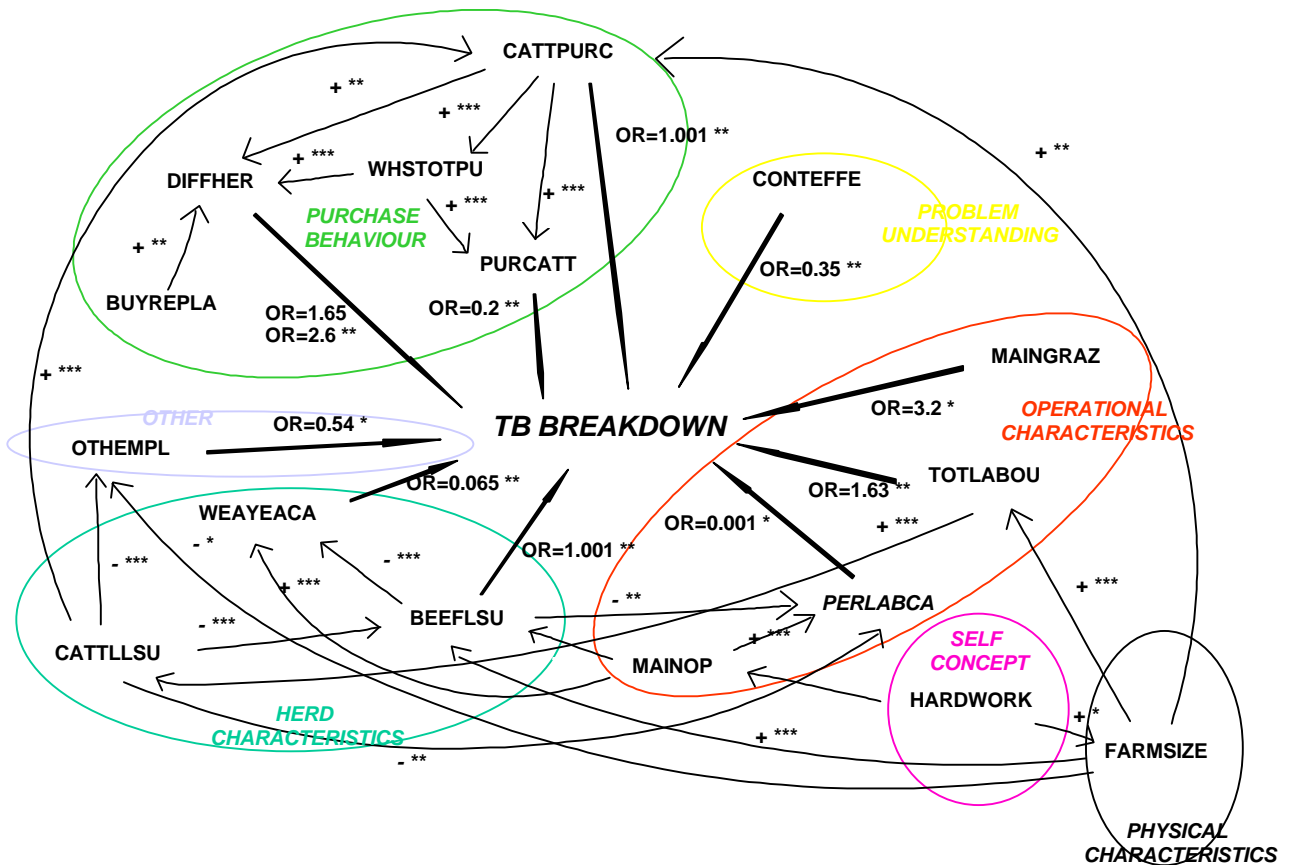 CATTPURC
+ **
+ ***
OR=1.001 **
+ **
+ ***
WHSTOTPU
DIFFHER
CONTEFFE
+ ***
+ ***
PURCHASE
BEHAVIOUR
PROBLEM
UNDERSTANDING
+ **
PURCATT
OR=0.35 **
BUYREPLA
OR=1.65
OR=2.6 **
OR=0.2 **
MAINGRAZ
+ ***
OTHER
OR=0.54 *
TB BREAKDOWN
OR=3.2 *
OPERATIONAL
CHARACTERISTICS
OTHEMPL
OR=0.065 **
OR=1.63 **
TOTLABOU
WEAYEACA
OR=0.001 *
+ ***
- *
- ***
OR=1.001 **
- ***
+ ***
- **
+ ***
BEEFLSU
PERLABCA
- ***
CATTLLSU
+ ***
MAINOP
SELF
CONCEPT
HARDWORK
HERD
CHARACTERISTICS
+ ***
+ *
- **
FARMSIZE
PHYSICAL
CHARACTERISTICS